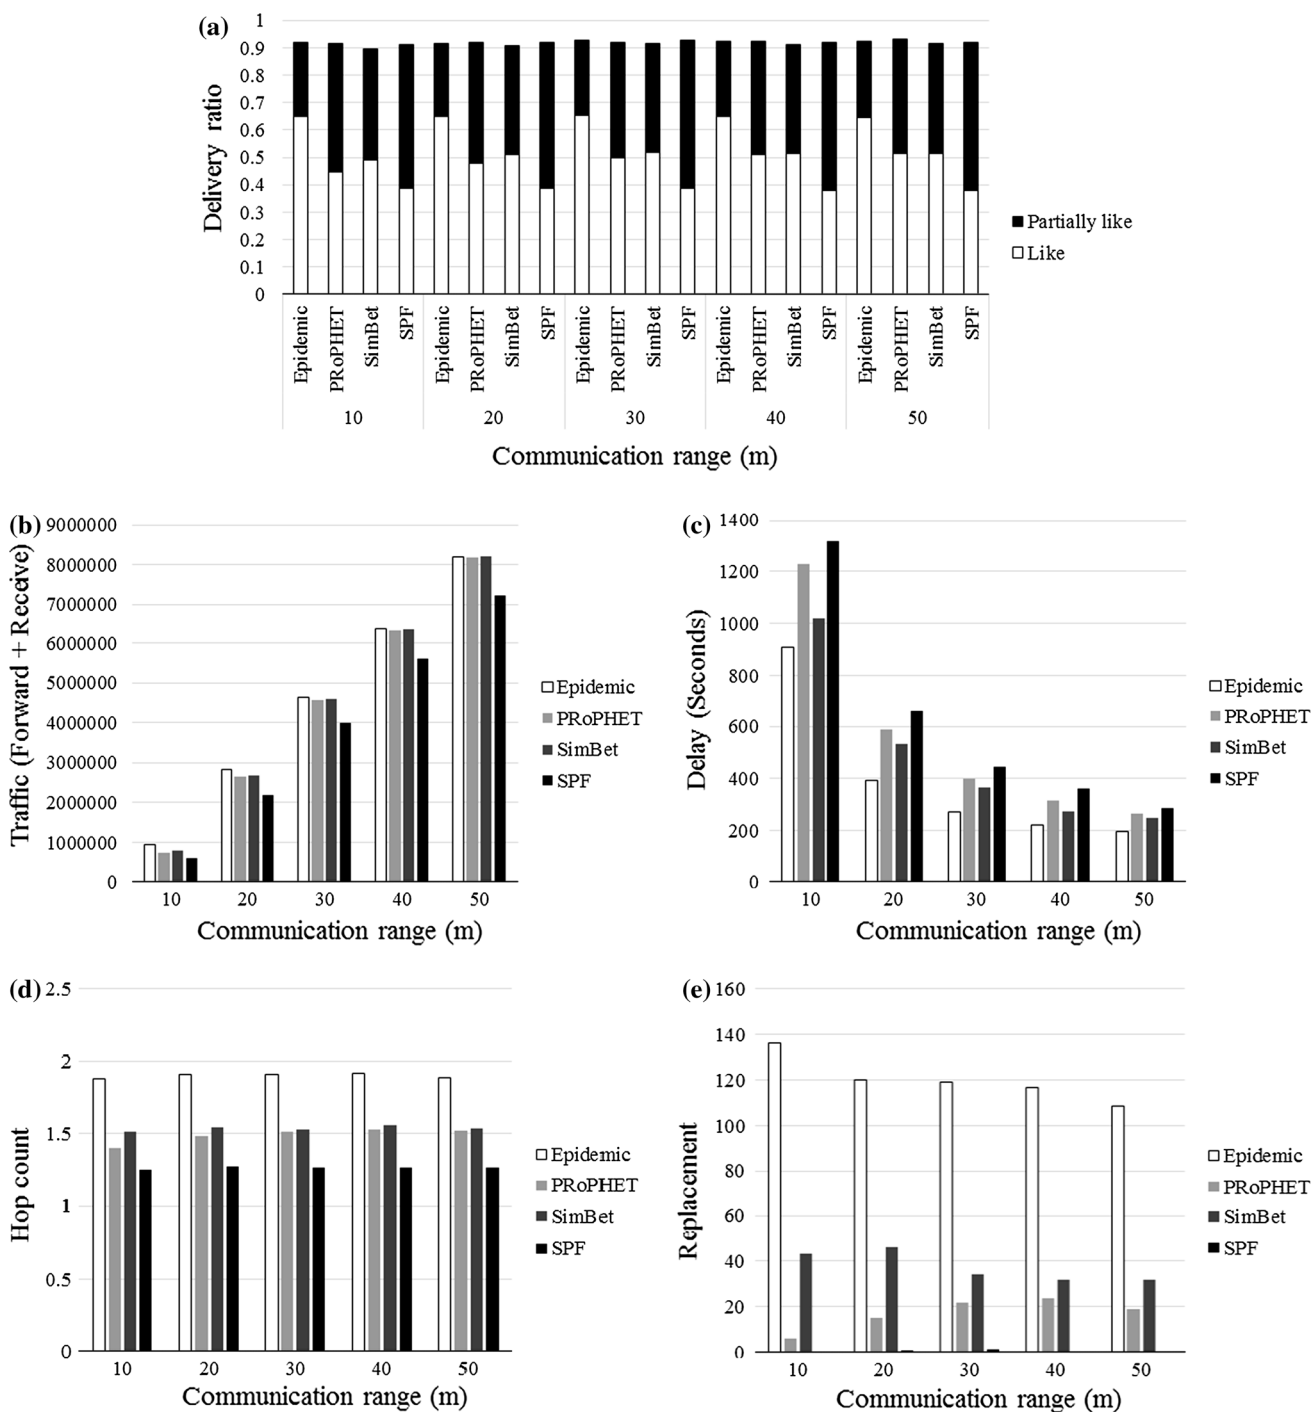 (a)
Delivery ratio
1
0.9
0.8
0.7
0.6
0.5
0.4
0.3
0.2
0.1
0
Epidemic
PRoPHET
SimBet
SPF
Epidemic
PRoPHET
SimBet
SPF
Epidemic
PRoPHET
SimBet
SPF
Epidemic
PRoPHET
SimBet
SPF
Epidemic
PRoPHET
SimBet
SPF
10 20 30 40 50
Communication range (m)
Partially like
Like
(b)
Traffic (Forward + Receive)
9000000
8000000
7000000
6000000
5000000
4000000
3000000
2000000
1000000
0
10 20 30 40 50
Communication range (m)
Epidemic
PRoPHET
SimBet
SPF
(c)
Delay (Seconds)
1400
1200
1000
800
600
400
200
0
10 20 30 40 50
Communication range (m)
Epidemic
PRoPHET
SimBet
SPF
(d)
Hop count
2.5
2
1.5
1
0.5
0
10 20 30 40 50
Communication range (m)
Epidemic
PRoPHET
SimBet
SPF
(e)
Replacement
160
140
120
100
80
60
40
20
0
10 20 30 40 50
Communication range (m)
Epidemic
PRoPHET
SimBet
SPF